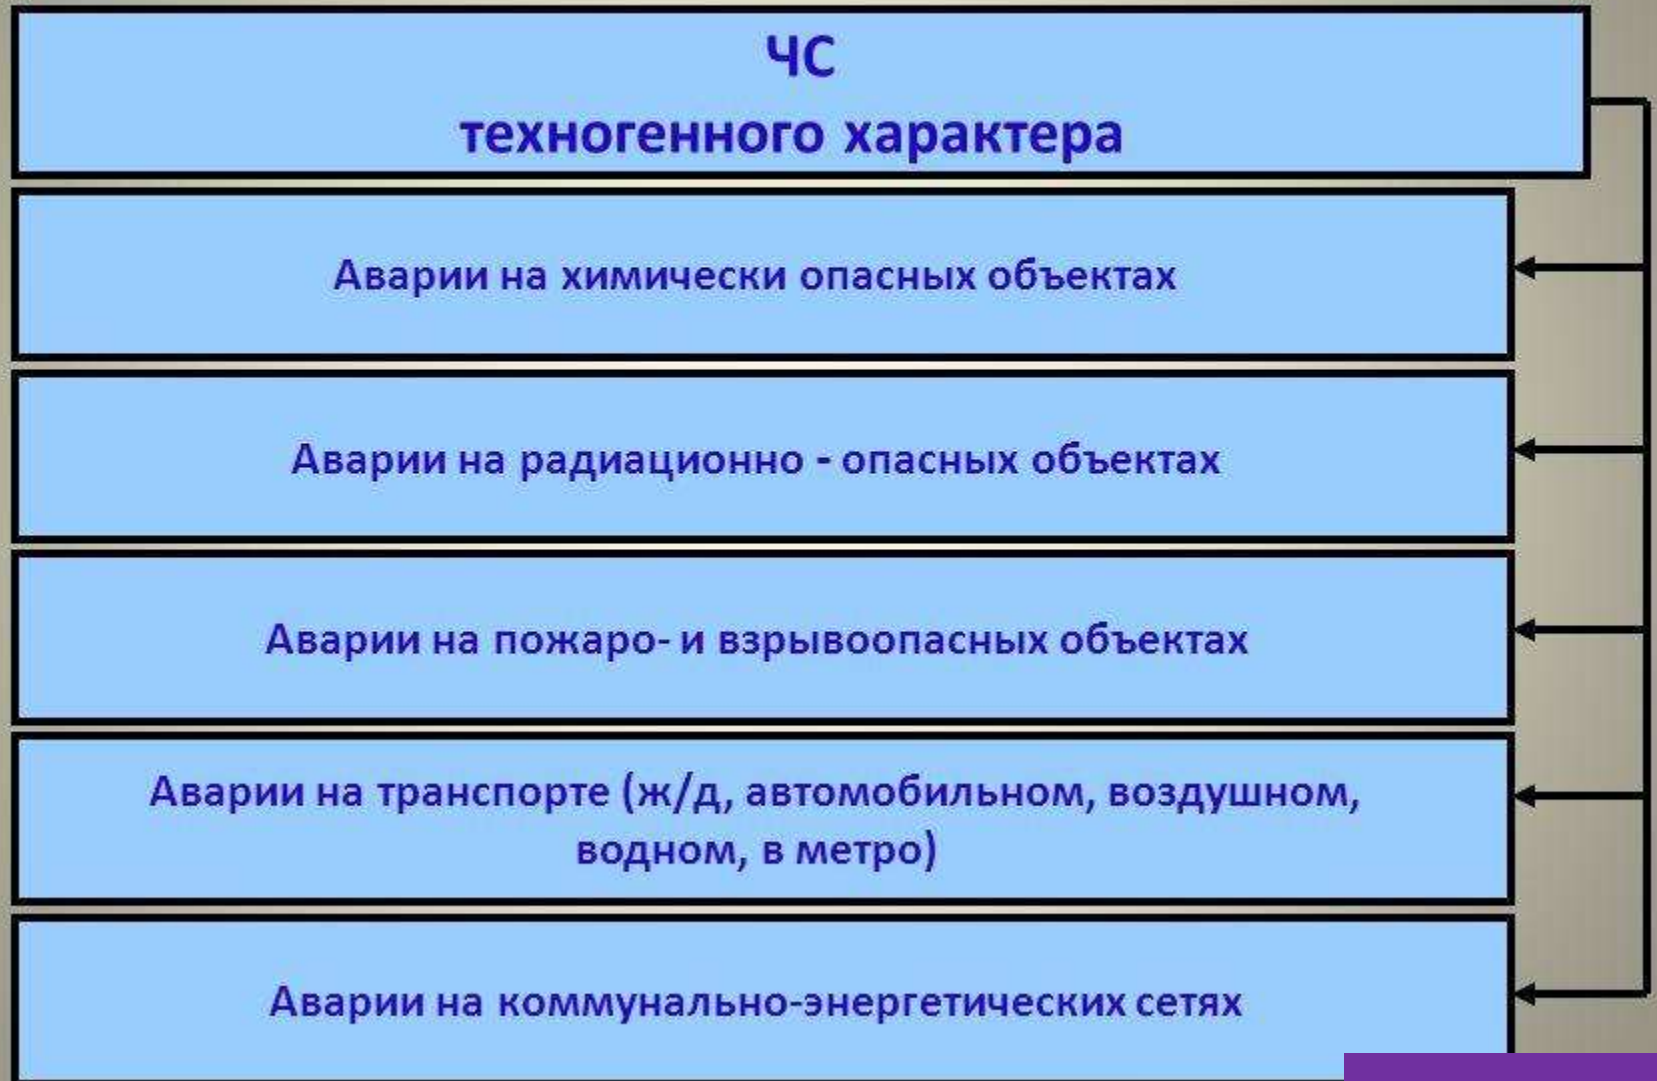 ЧС
техногенного характера
Аварии на химически опасных объектах
Аварии на радиационно - опасных объектах
Аварии на пожаро- и взрывоопасных объектах
Аварии на транспорте (ж/д, автомобильном, воздушном,
водном, в метро)
Аварии на коммунально-энергетических сетях